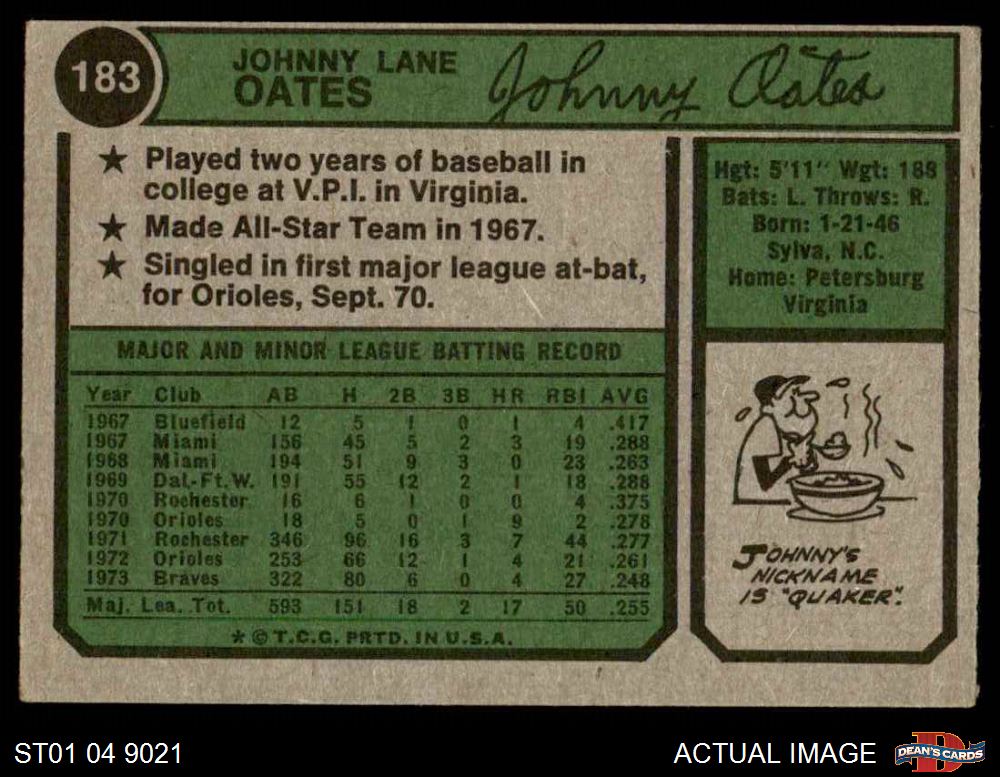 183
JOHNNY LANE
OATES
Johnny Oates
★ Played two years of baseball in
college at V.P.I. in Virginia.
★ Made All-Star Team in 1967.
★ Singled in first major league at-bat,
for Orioles, Sept. 70.
Hgt: 5'11" Wgt: 188
Bats: L. Throws: R.
Born: 1-21-46
Sylva, N.C.
Home: Petersburg
Virginia
MAJOR AND MINOR LEAGUE BATTING RECORD
Year Club AB H 2B 3B HR RBI AVG
1967 Bluefield 12 5 1 0 1 4 .417
1967 Miami 156 45 5 2 3 19 .288
1968 Miami 194 51 9 3 0 23 .263
1969 Dal.-Ft.W. 191 55 12 2 1 18 .288
1970 Rochester 16 6 1 0 0 4 .375
1970 Orioles 18 5 0 1 9 2 .278
1971 Rochester 346 96 16 3 7 44 .277
1972 Orioles 253 66 12 1 4 21 .261
1973 Braves 322 80 6 0 4 27 .248
Maj. Lea. Tot. 593 151 18 2 17 50 .255
* © T.C.G. PRTD. IN U.S.A.
JOHNNY'S
NICKNAME
IS "QUAKER".
ST01 04 9021
ACTUAL IMAGE
D
DEAN'S CARDS